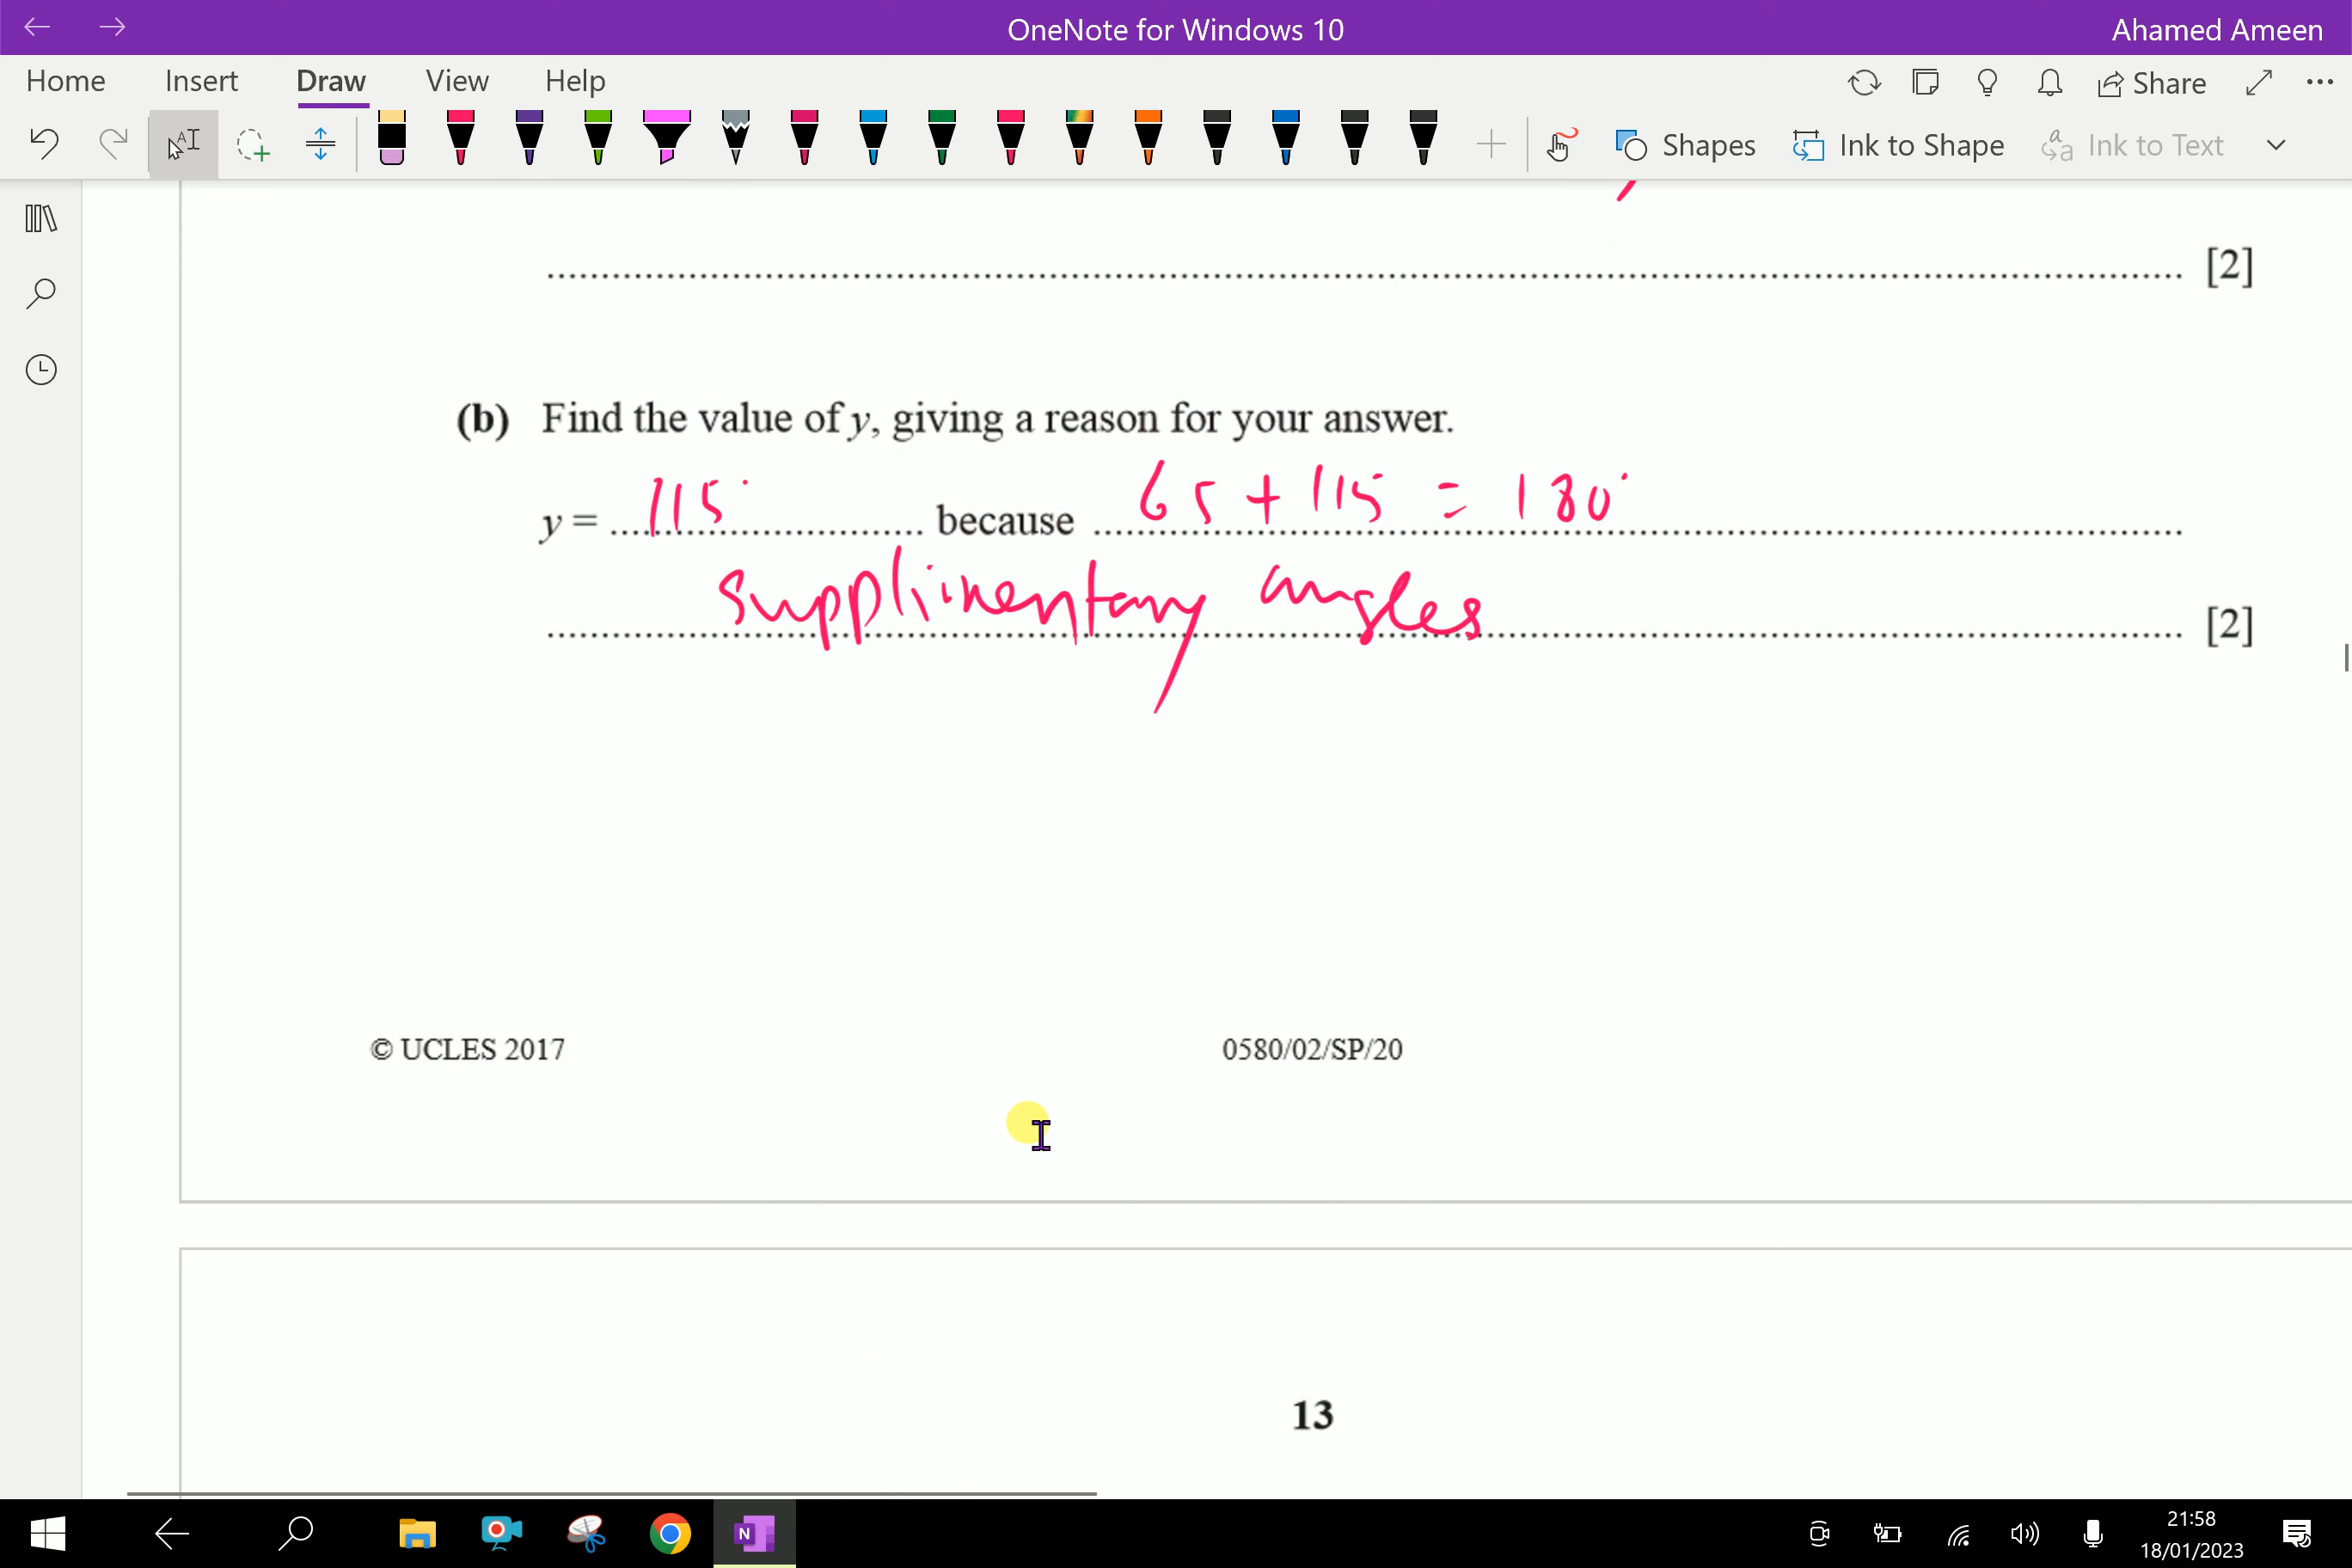 OneNote for Windows 10
Ahamed Ameen
Home Insert Draw View Help
Share
Shapes Ink to Shape Ink to Text
[2]
(b) Find the value of y, giving a reason for your answer.
y = 115° because 65 + 115 = 180°
supplimentary angles [2]
© UCLES 2017 0580/02/SP/20
13
21:58
18/01/2023